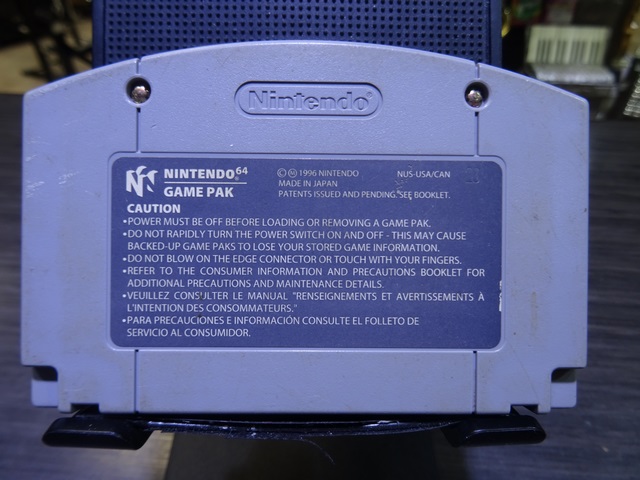 Nintendo
NINTENDO 64 © Ⓜ 1996 NINTENDO NUS-USA/CAN
GAME PAK MADE IN JAPAN
PATENTS ISSUED AND PENDING. SEE BOOKLET.
CAUTION
•POWER MUST BE OFF BEFORE LOADING OR REMOVING A GAME PAK.
•DO NOT RAPIDLY TURN THE POWER SWITCH ON AND OFF - THIS MAY CAUSE
BACKED-UP GAME PAKS TO LOSE YOUR STORED GAME INFORMATION.
•DO NOT BLOW ON THE EDGE CONNECTOR OR TOUCH WITH YOUR FINGERS.
•REFER TO THE CONSUMER INFORMATION AND PRECAUTIONS BOOKLET FOR
ADDITIONAL PRECAUTIONS AND MAINTENANCE DETAILS.
•VEUILLEZ CONSULTER LE MANUAL "RENSEIGNEMENTS ET AVERTISSEMENTS À
L'INTENTION DES CONSOMMATEURS."
•PARA PRECAUCIONES E INFORMACIÓN CONSULTE EL FOLLETO DE
SERVICIO AL CONSUMIDOR.